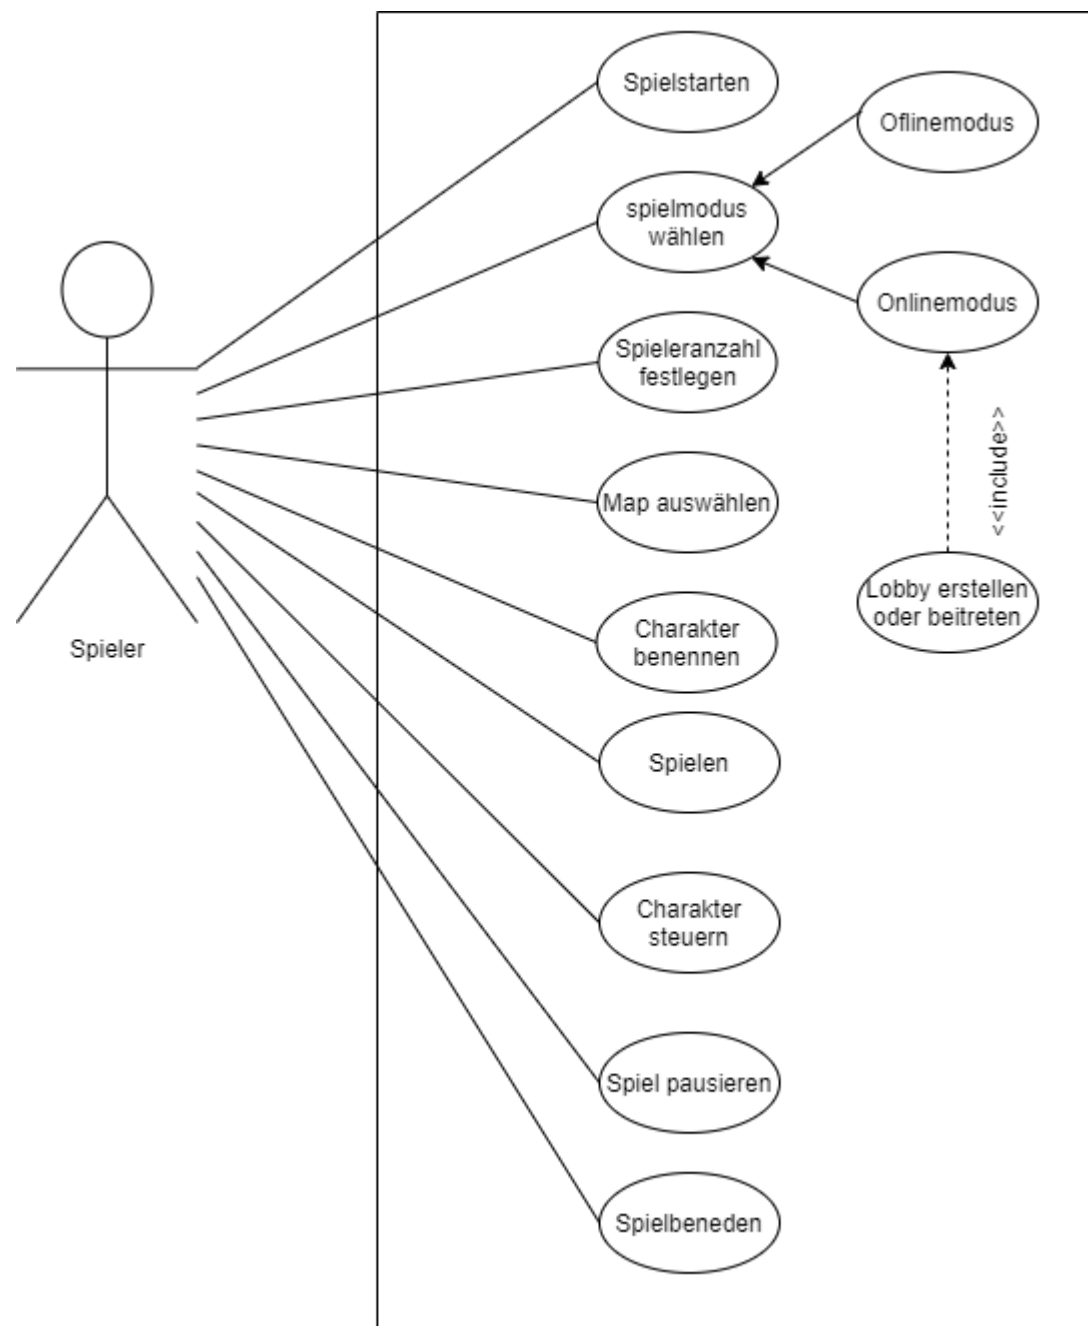 Spielstarten
Oflinemodus
spielmodus
wählen
Onlinemodus
Spieleranzahl
festlegen
<<include>>
Map auswählen
Lobby erstellen
oder beitreten
Charakter
benennen
Spieler
Spielen
Charakter
steuern
Spiel pausieren
Spielbeneden